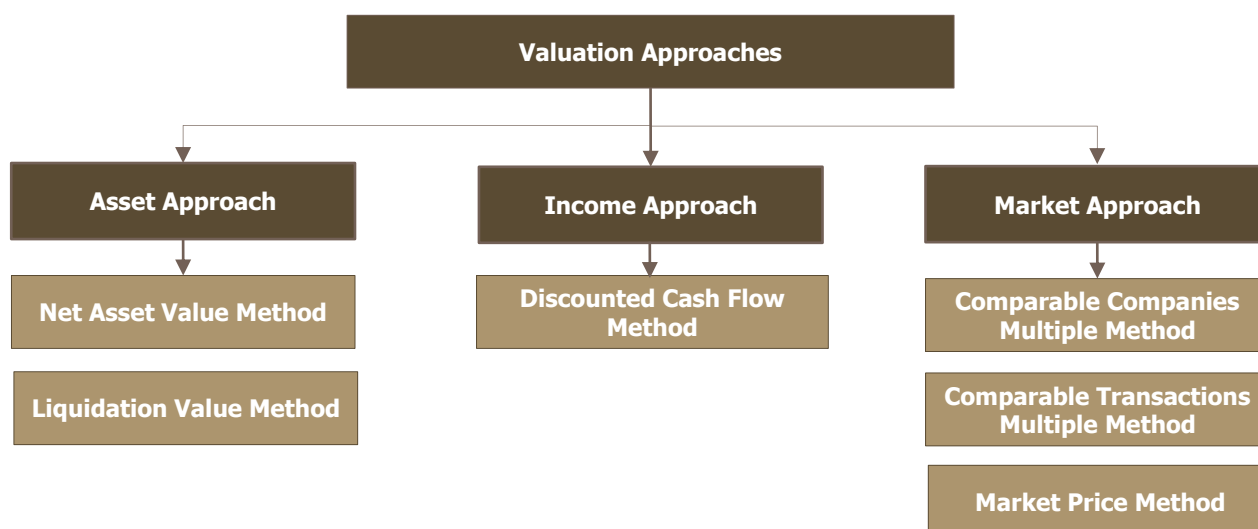 Valuation Approaches
Asset Approach
Income Approach
Market Approach
Net Asset Value Method
Discounted Cash Flow
Method
Comparable Companies
Multiple Method
Liquidation Value Method
Comparable Transactions
Multiple Method
Market Price Method